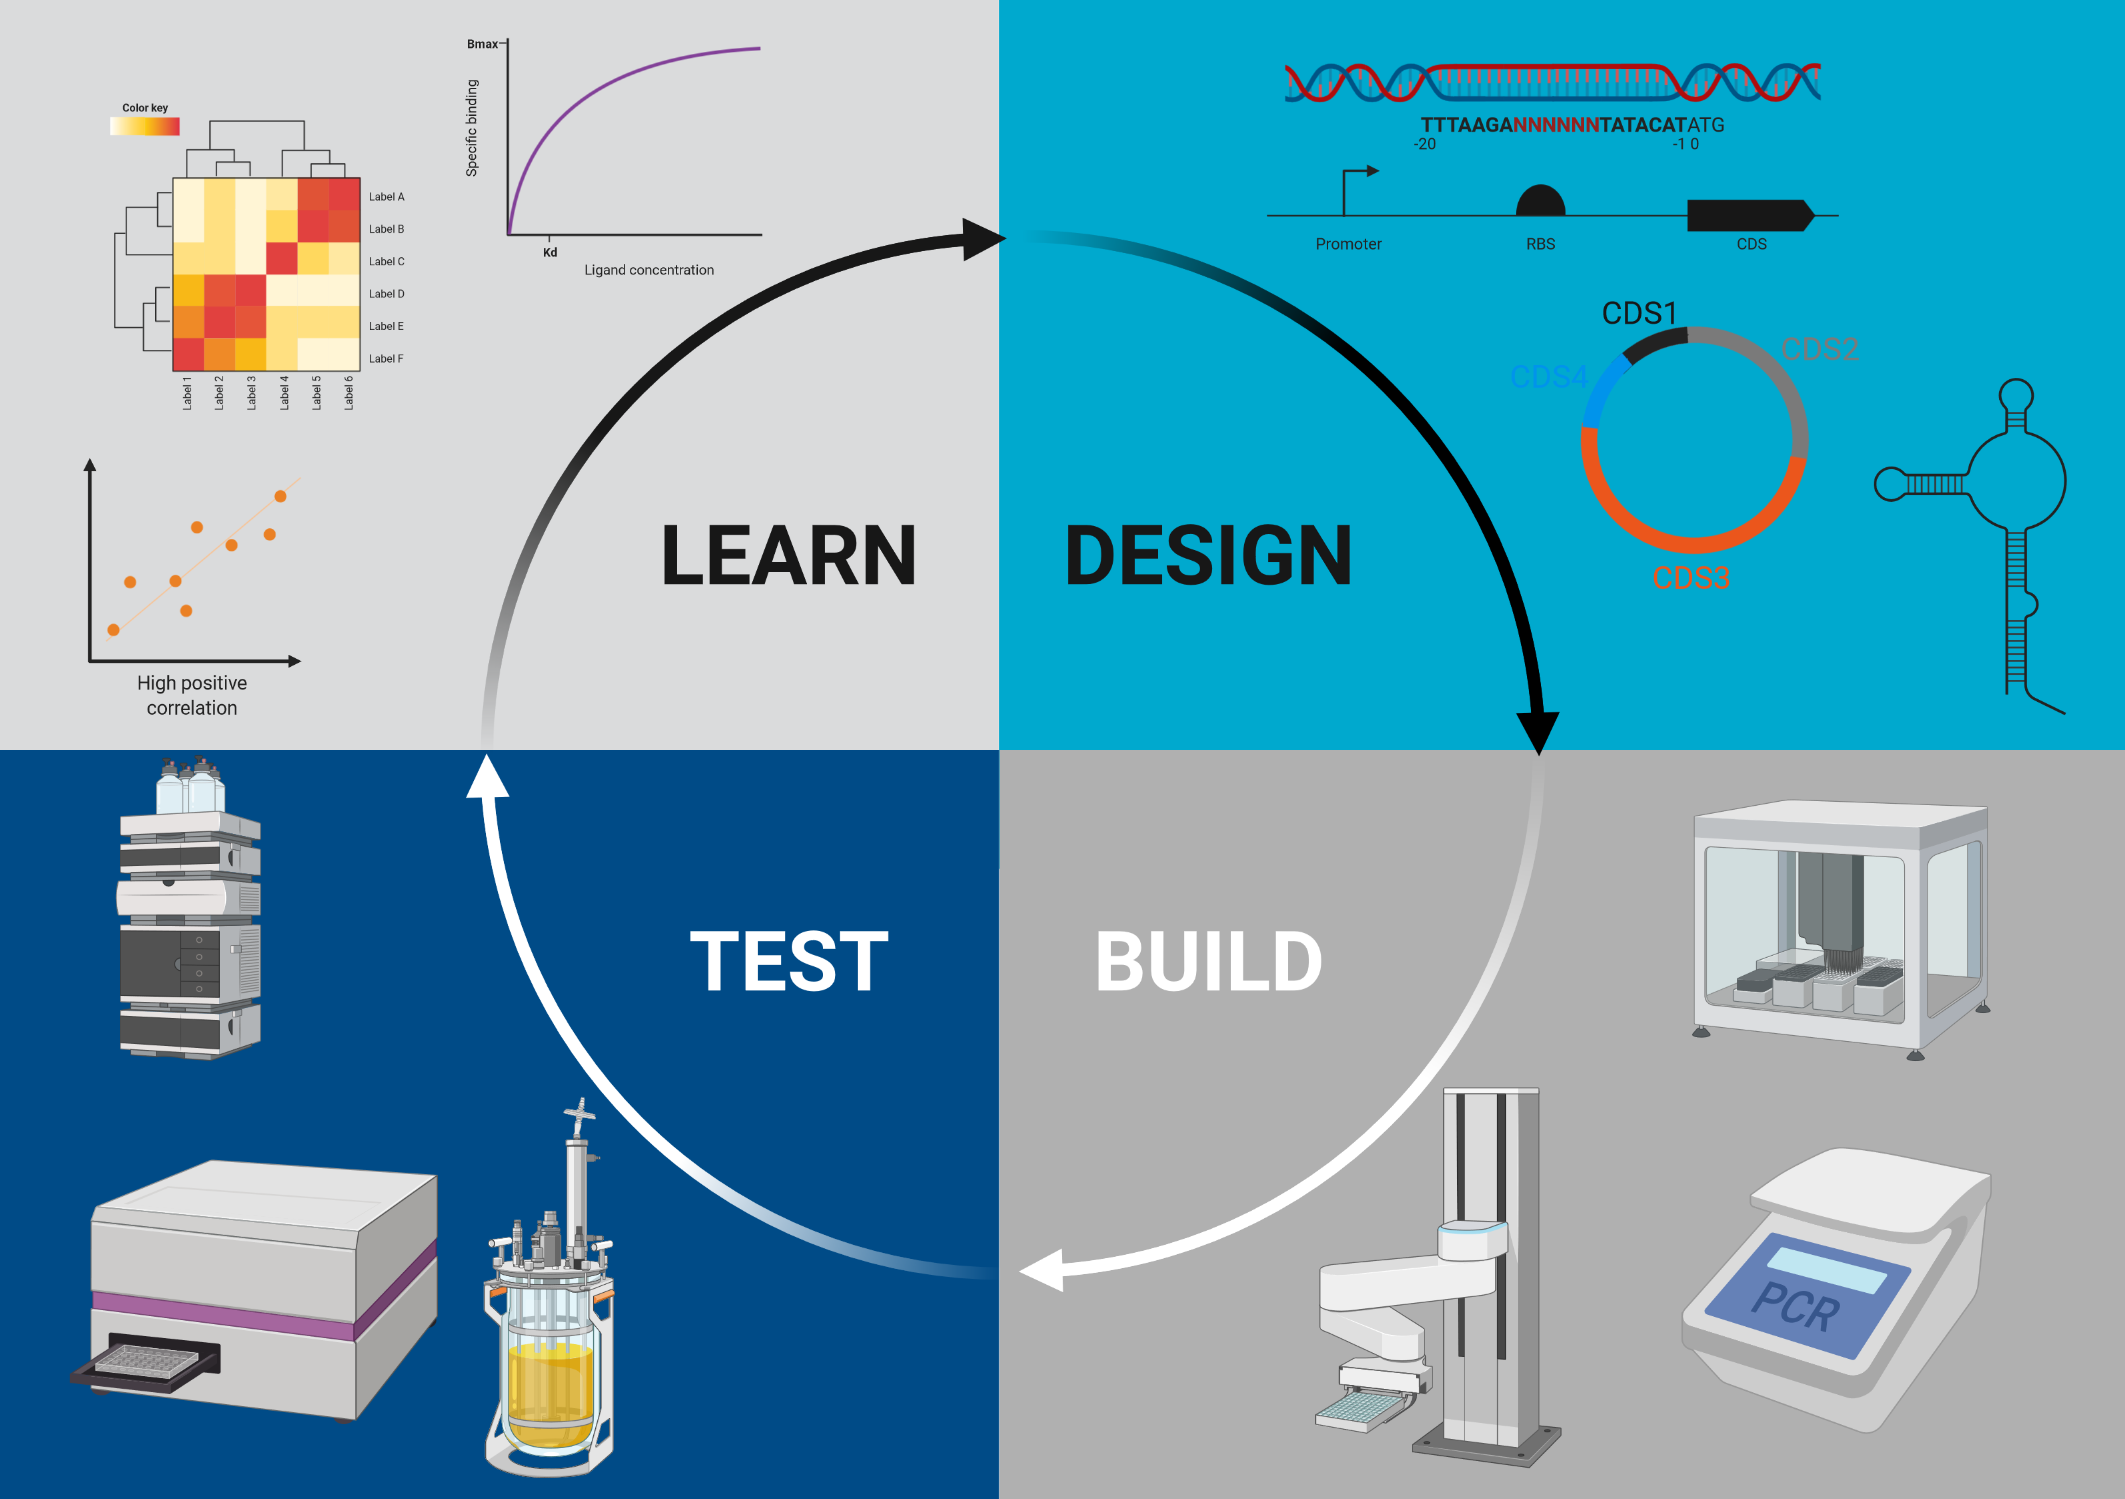 Bmax
Specific binding
Kd
Ligand concentration
Color key
Label A
Label B
Label C
Label D
Label E
Label F
Label 1
Label 2
Label 3
Label 4
Label 5
Label 6
High positive
correlation
LEARN
TTTAAGANNNNNNTATACATATG
-20
-1 0
Promoter
RBS
CDS
CDS1
CDS2
CDS4
CDS3
DESIGN
TEST
BUILD
PCR